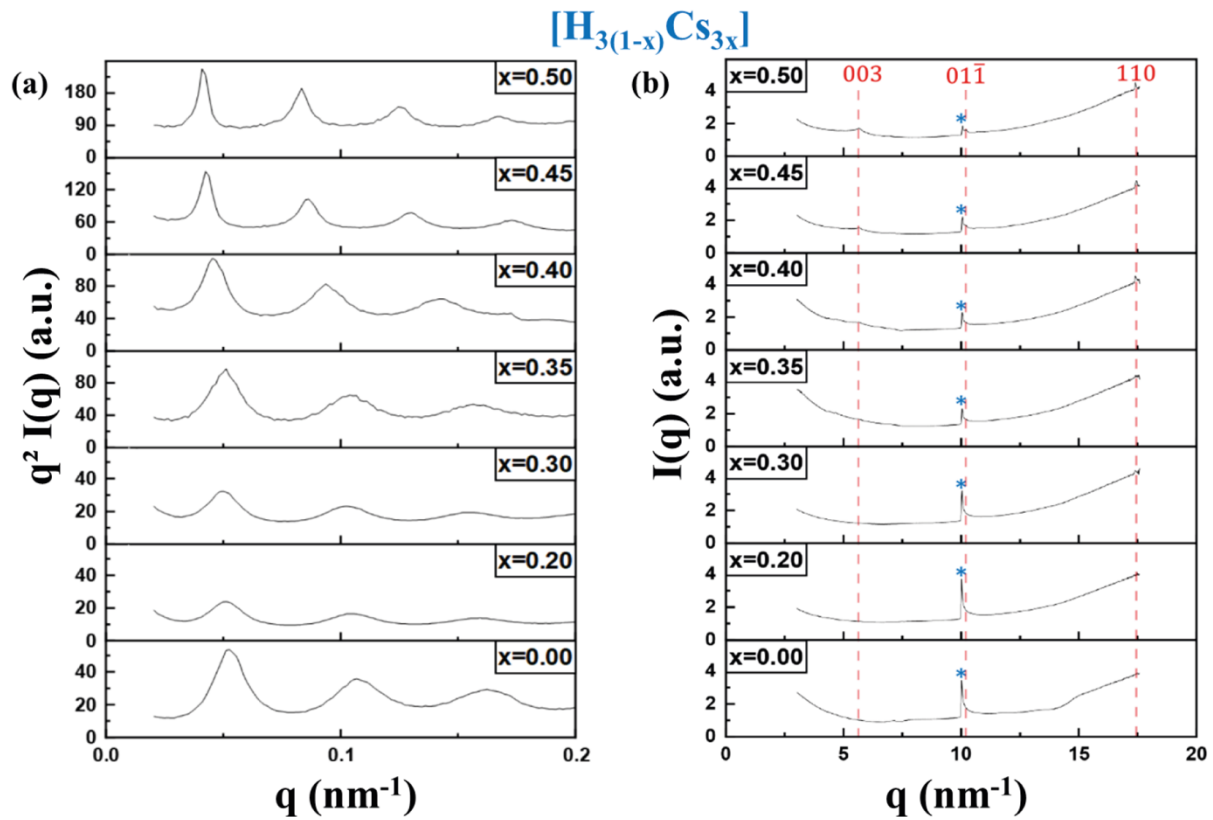 [H3(1-x)Cs3x]
(a)
q² I(q) (a.u.)
180
90
0
x=0.50
120
60
0
x=0.45
80
40
0
x=0.40
80
40
0
x=0.35
40
20
0
x=0.30
40
20
0
x=0.20
40
20
0
x=0.00
0.0
0.1
0.2
q (nm-1)
(b)
I(q) (a.u.)
003
011̅
110
4
2
0
x=0.50
*
4
2
0
x=0.45
*
4
2
0
x=0.40
*
4
2
0
x=0.35
*
4
2
0
x=0.30
*
4
2
0
x=0.20
*
4
2
0
x=0.00
*
0
5
10
15
20
q (nm-1)